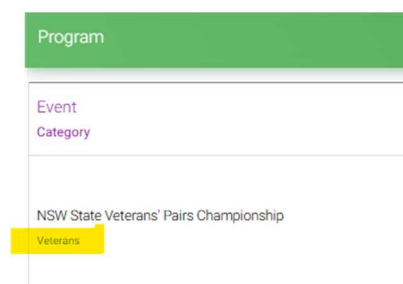 Program
Event
Category
NSW State Veterans' Pairs Championship
Veterans